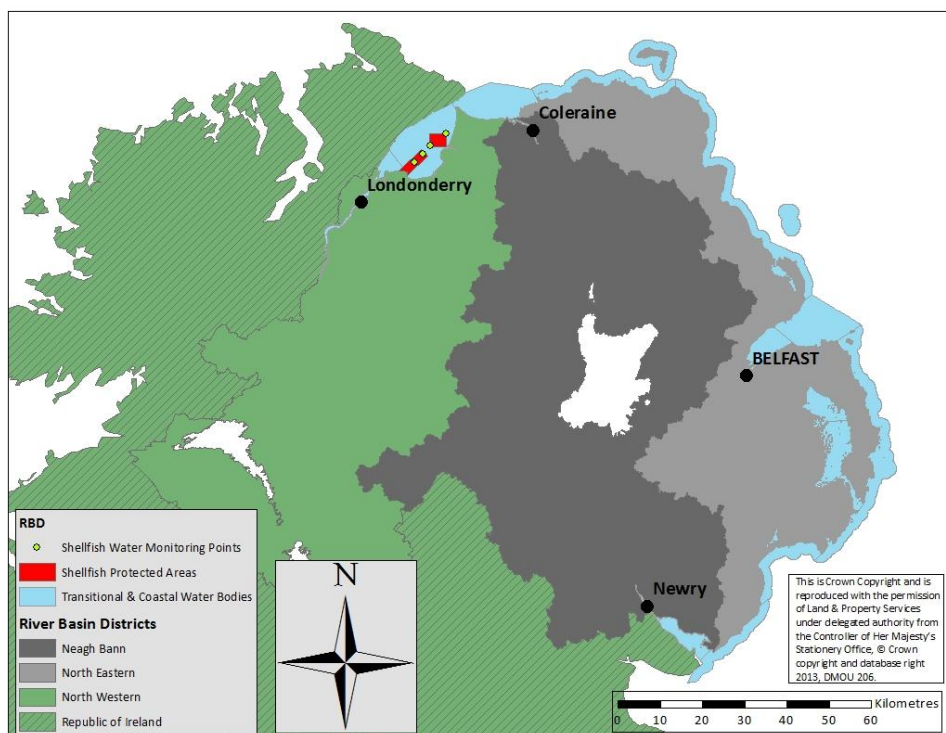 Coleraine
Londonderry
BELFAST
Newry
RBD
Shellfish Water Monitoring Points
Shellfish Protected Areas
Transitional & Coastal Water Bodies
River Basin Districts
Neagh Bann
North Eastern
North Western
Republic of Ireland
N
This is Crown Copyright and is
reproduced with the permission
of Land & Property Services
under delegated authority from
the Controller of Her Majesty's
Stationery Office, © Crown
copyright and database right
2013, DMOU 206.
Kilometres
0 10 20 30 40 50 60